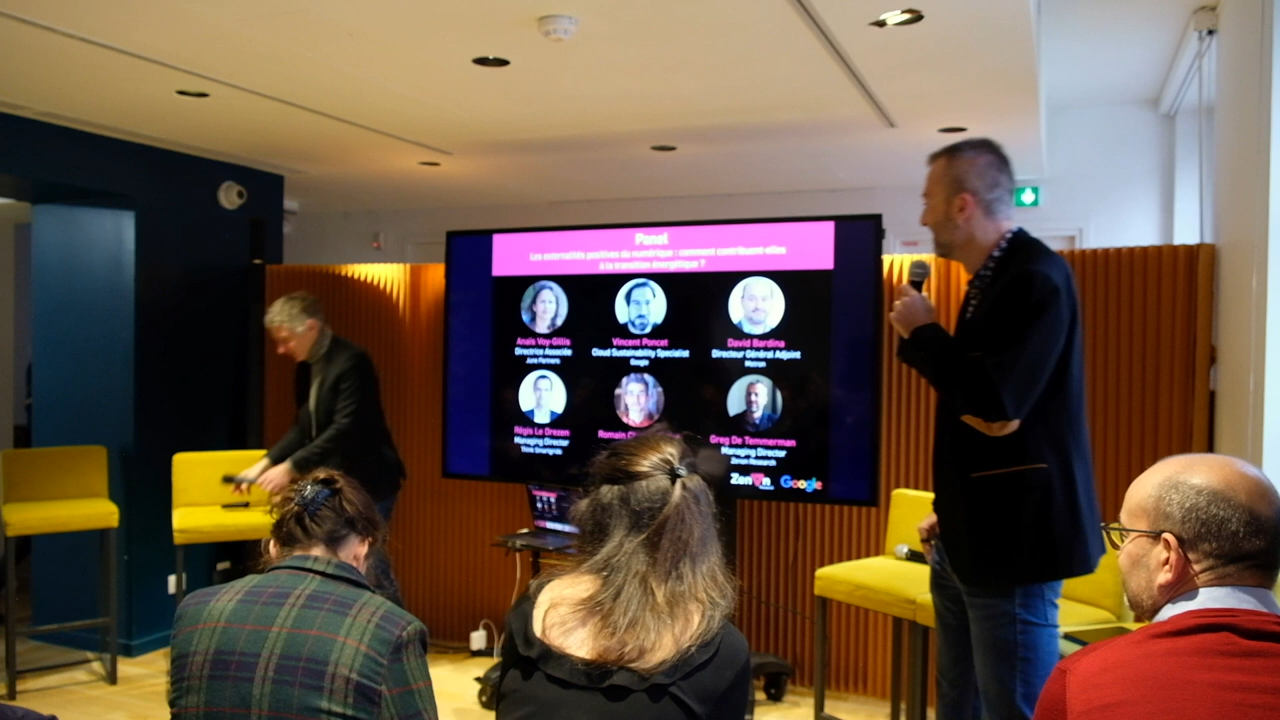 Panel
Les externalités positives du numérique : comment contribuent-elles
à la transition énergétique ?
Anaïs Voy-Gillis
Directrice Associée
June Partners
Vincent Poncet
Cloud Sustainability Specialist
Google
David Bardina
Directeur Général Adjoint
Metron
Régis Le Drezen
Managing Director
Think Smartgrids
Romain
Greg De Temmerman
Managing Director
Zenon Research
Zenon
Google